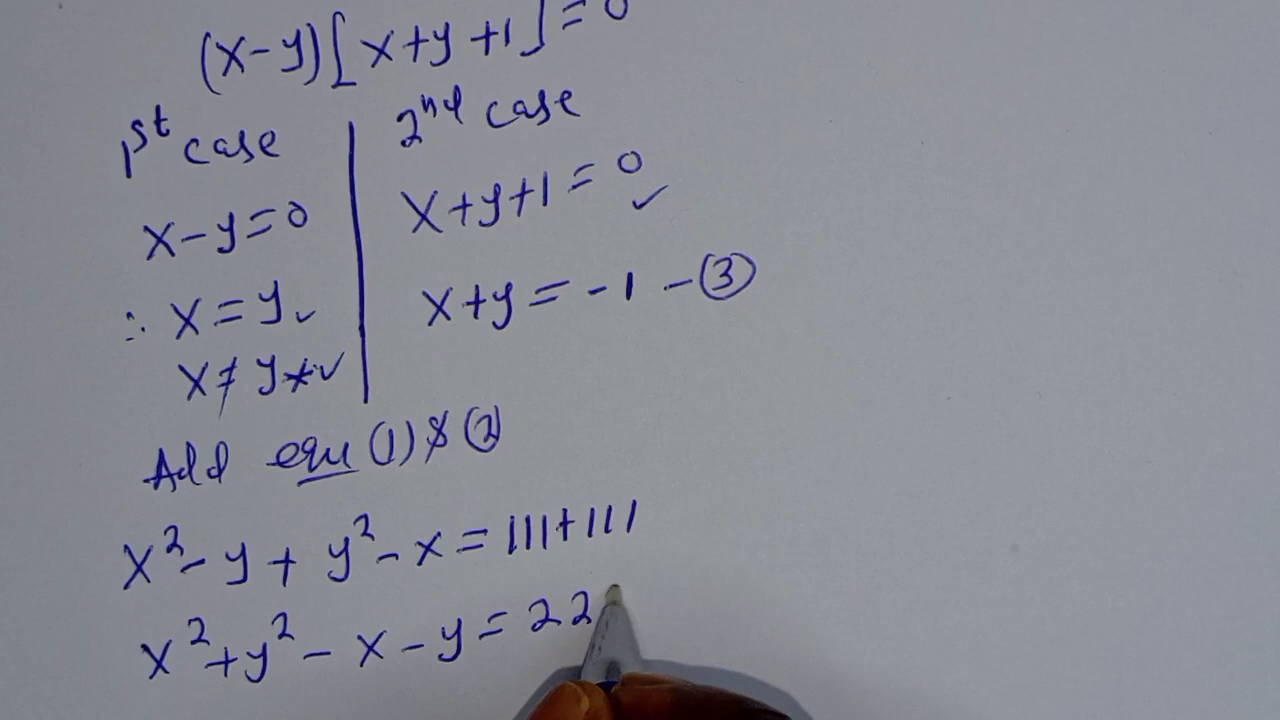 (x-y)[x+y+1]=0
1st case
2nd case
x-y=0
x+y+1=0 ✓
∴ x=y ✓
x+y=-1 -③
x≠y *✓
Add equ (1) & ②
x²-y+y²-x=111+111
x²+y²-x-y=22